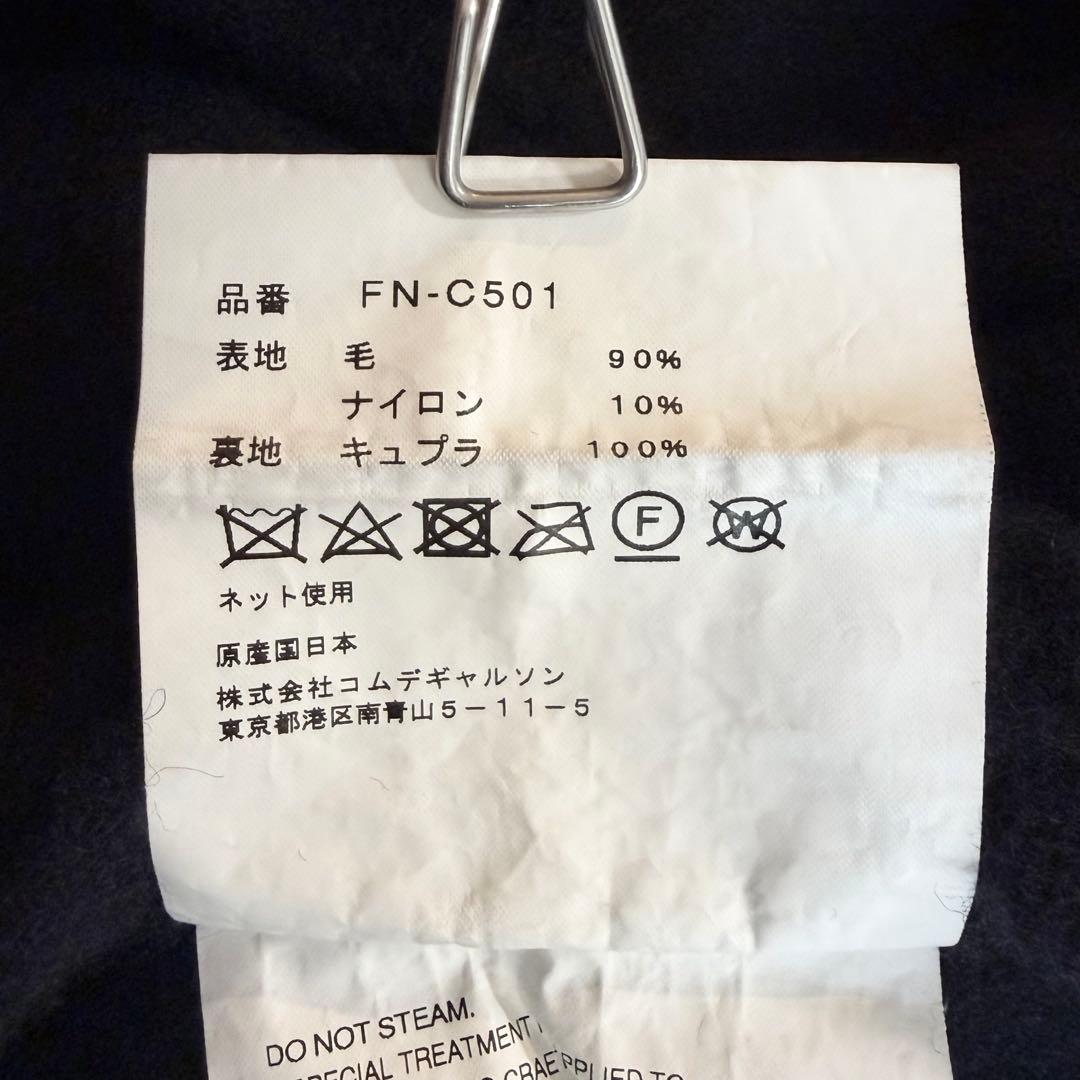 品番 FN-C501
表地 毛 90%
ナイロン 10%
裏地 キュプラ 100%
F W
ネット使用
原産国日本
株式会社コムデギャルソン
東京都港区南青山5-11-5
DO NOT STEAM.
TREATMENT
TO